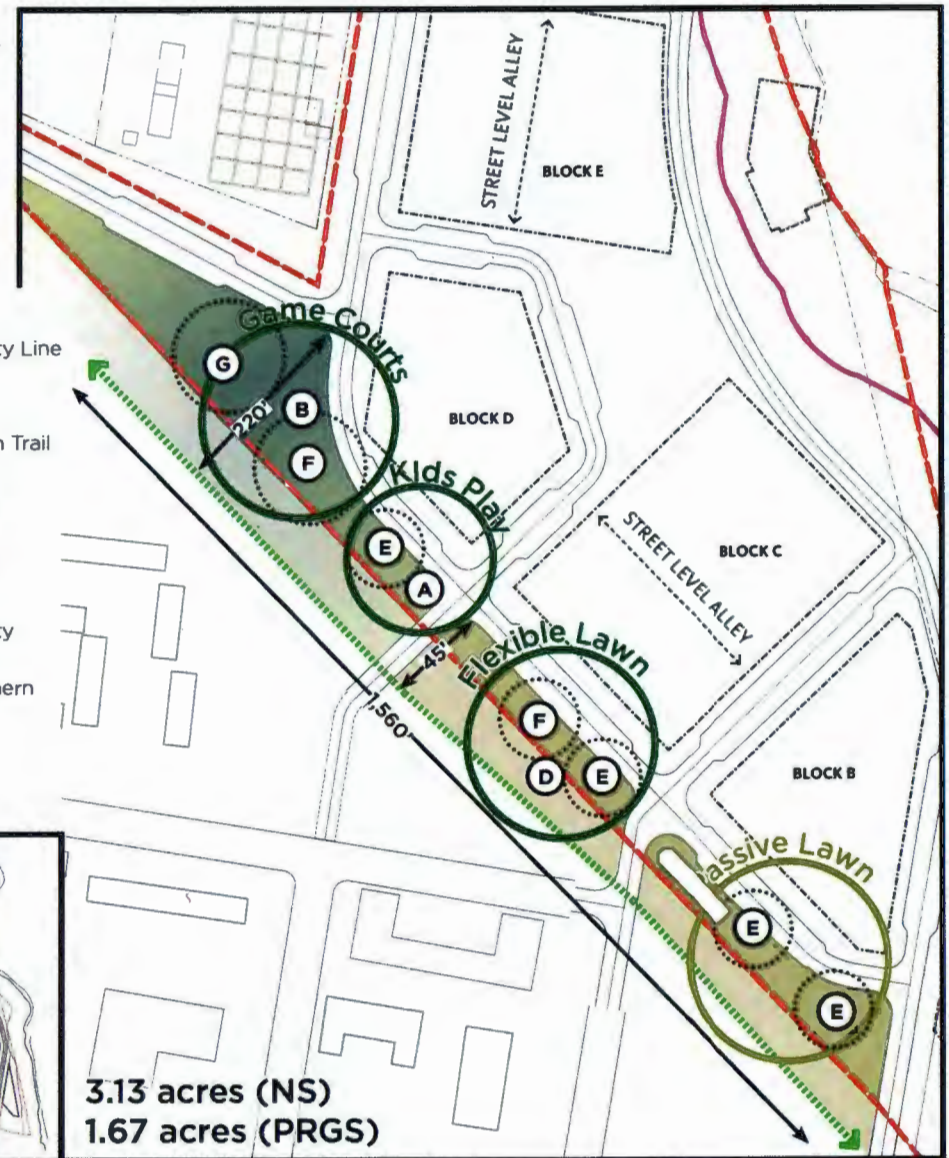 STREET LEVEL ALLEY
BLOCK E
Game Courts
ty Line
G
B
220'
BLOCK D
n Trail
F
Kids Play
E
A
STREET LEVEL ALLEY
BLOCK C
ty
45'
Flexible Lawn
ern
1,560'
F
D
E
BLOCK B
assive Lawn
E
E
3.13 acres (NS)
1.67 acres (PRGS)